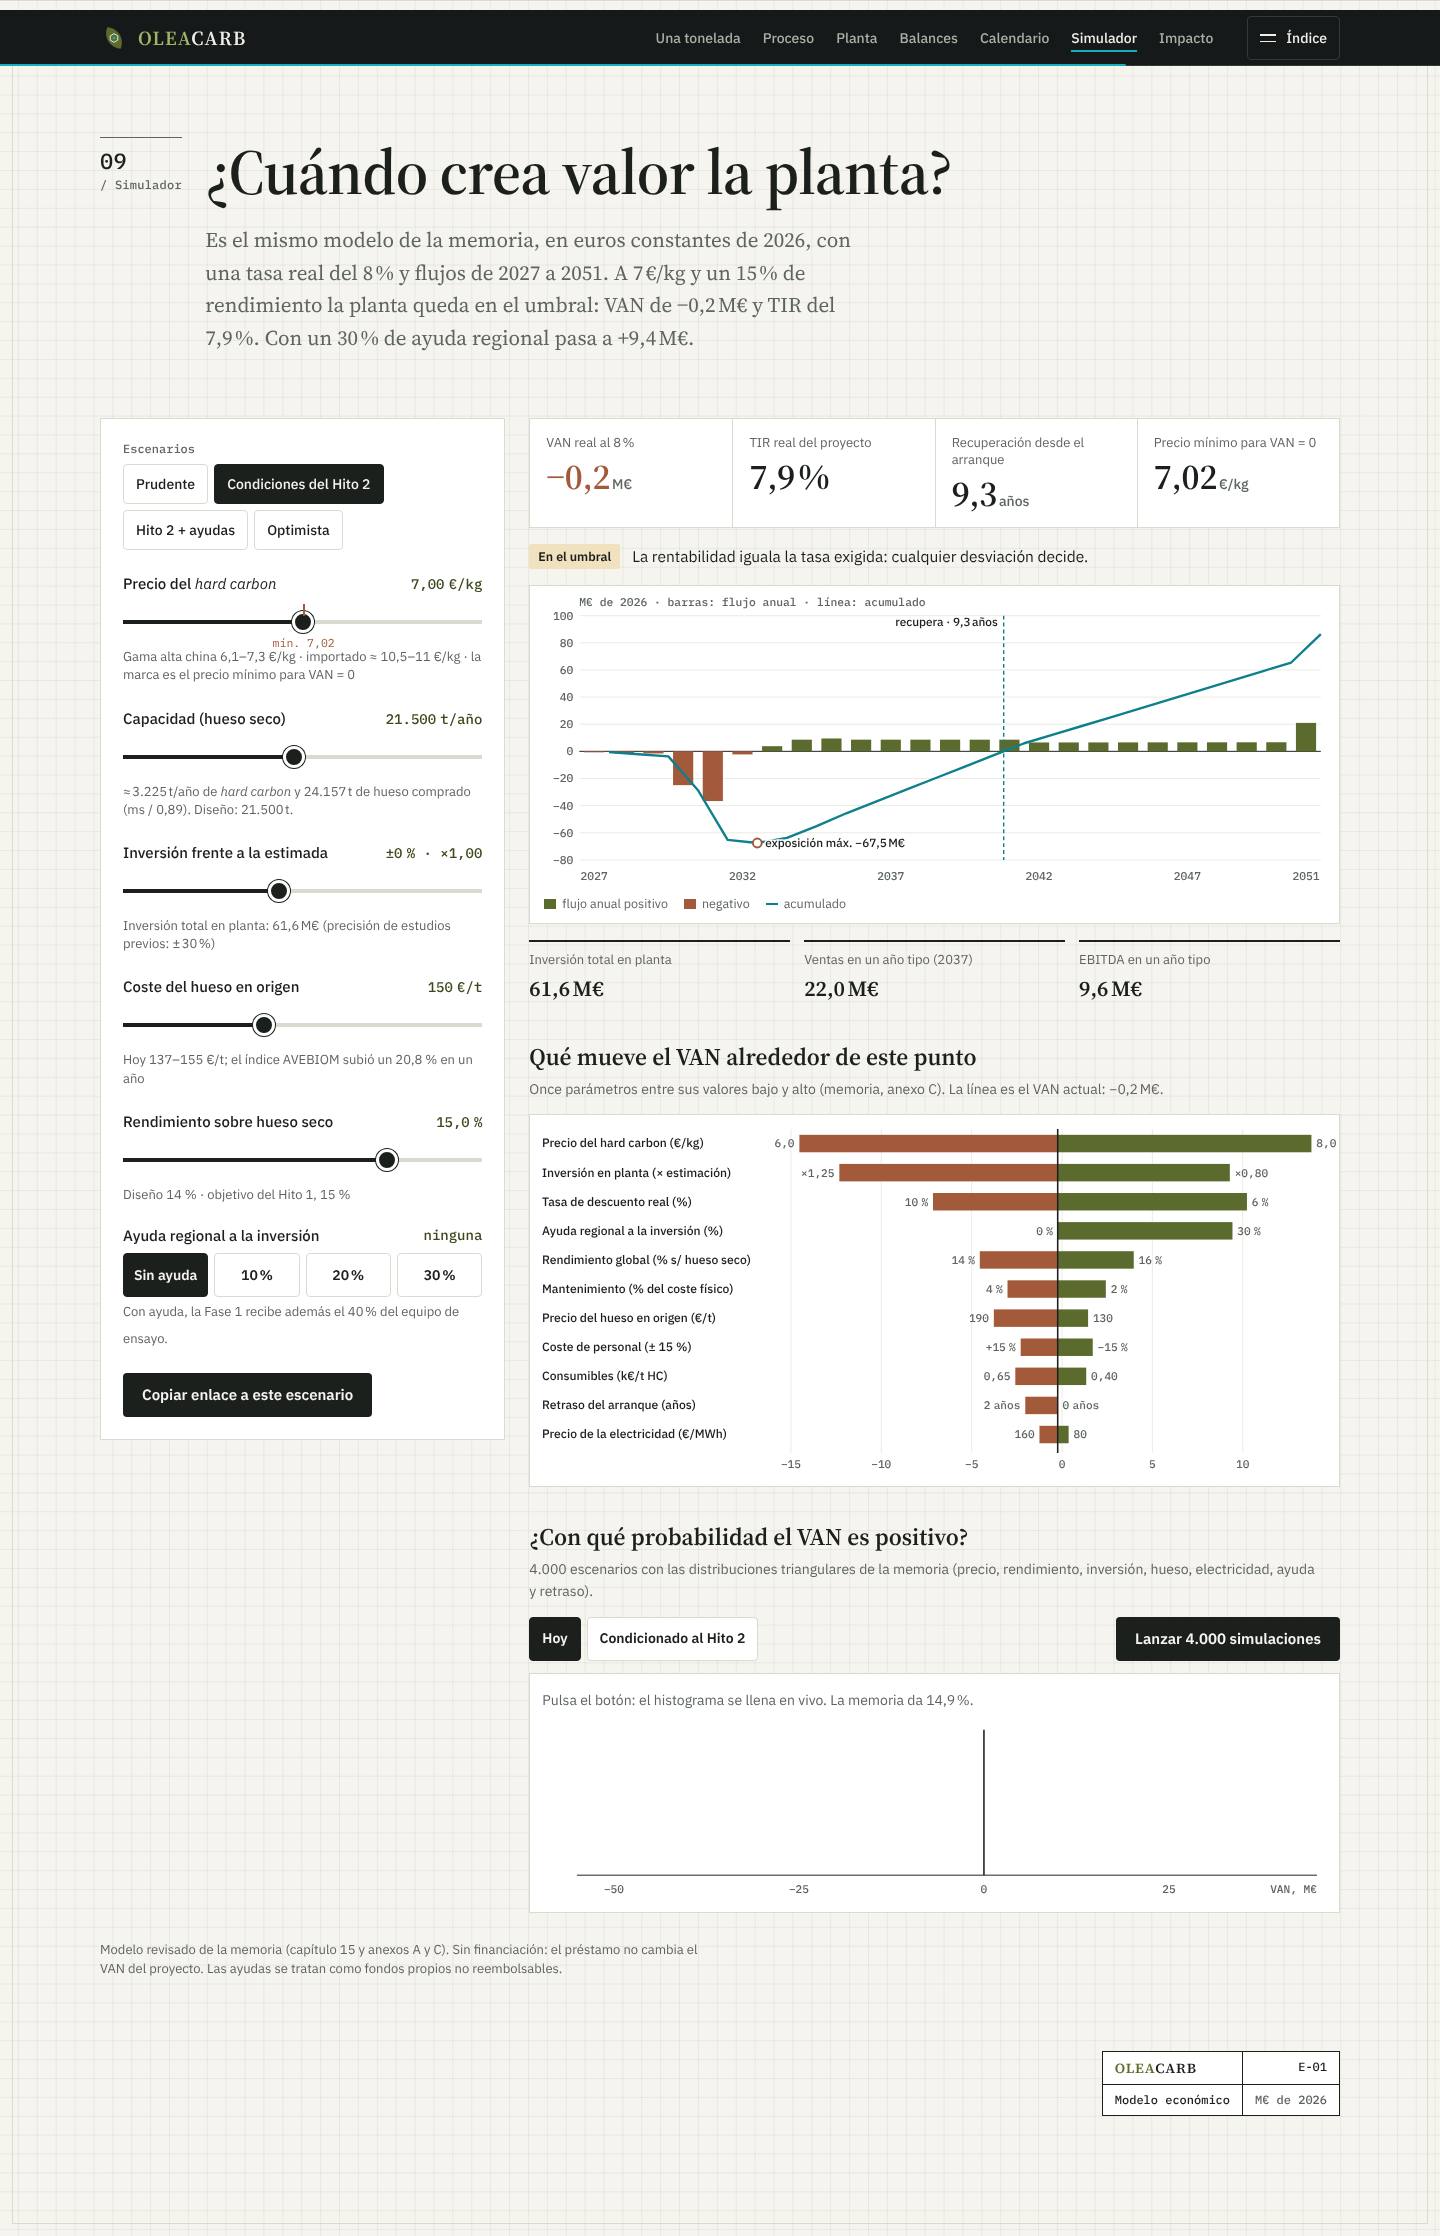 OLEACARB
Una tonelada
Proceso
Planta
Balances
Calendario
Simulador
Impacto
Índice
09
/ Simulador
¿Cuándo crea valor la planta?
Es el mismo modelo de la memoria, en euros constantes de 2026, con
una tasa real del 8 % y flujos de 2027 a 2051. A 7 €/kg y un 15 % de
rendimiento la planta queda en el umbral: VAN de −0,2 M€ y TIR del
7,9 %. Con un 30 % de ayuda regional pasa a +9,4 M€.
Escenarios
Prudente
Condiciones del Hito 2
Hito 2 + ayudas
Optimista
Precio del hard carbon
7,00 €/kg
mín. 7,02
Gama alta china 6,1–7,3 €/kg · importado ≈ 10,5–11 €/kg · la
marca es el precio mínimo para VAN = 0
Capacidad (hueso seco)
21.500 t/año
≈ 3.225 t/año de hard carbon y 24.157 t de hueso comprado
(ms / 0,89). Diseño: 21.500 t.
Inversión frente a la estimada
±0 % · ×1,00
Inversión total en planta: 61,6 M€ (precisión de estudios
previos: ±30 %)
Coste del hueso en origen
150 €/t
Hoy 137–155 €/t; el índice AVEBIOM subió un 20,8 % en un
año
Rendimiento sobre hueso seco
15,0 %
Diseño 14 % · objetivo del Hito 1, 15 %
Ayuda regional a la inversión
ninguna
Sin ayuda
10 %
20 %
30 %
Con ayuda, la Fase 1 recibe además el 40 % del equipo de
ensayo.
Copiar enlace a este escenario
VAN real al 8 %
−0,2 M€
TIR real del proyecto
7,9 %
Recuperación desde el
arranque
9,3 años
Precio mínimo para VAN = 0
7,02 €/kg
En el umbral
La rentabilidad iguala la tasa exigida: cualquier desviación decide.
M€ de 2026 · barras: flujo anual · línea: acumulado
100
80
60
40
20
0
−20
−40
−60
−80
recupera · 9,3 años
exposición máx. −67,5 M€
2027
2032
2037
2042
2047
2051
flujo anual positivo
negativo
acumulado
Inversión total en planta
61,6 M€
Ventas en un año tipo (2037)
22,0 M€
EBITDA en un año tipo
9,6 M€
Qué mueve el VAN alrededor de este punto
Once parámetros entre sus valores bajo y alto (memoria, anexo C). La línea es el VAN actual: −0,2 M€.
Precio del hard carbon (€/kg)
6,0
8,0
Inversión en planta (× estimación)
×1,25
×0,80
Tasa de descuento real (%)
10 %
6 %
Ayuda regional a la inversión (%)
0 %
30 %
Rendimiento global (% s/ hueso seco)
14 %
16 %
Mantenimiento (% del coste físico)
4 %
2 %
Precio del hueso en origen (€/t)
190
130
Coste de personal (± 15 %)
+15 %
−15 %
Consumibles (k€/t HC)
0,65
0,40
Retraso del arranque (años)
2 años
0 años
Precio de la electricidad (€/MWh)
160
80
−15
−10
−5
0
5
10
¿Con qué probabilidad el VAN es positivo?
4.000 escenarios con las distribuciones triangulares de la memoria (precio, rendimiento, inversión, hueso, electricidad, ayuda
y retraso).
Hoy
Condicionado al Hito 2
Lanzar 4.000 simulaciones
Pulsa el botón: el histograma se llena en vivo. La memoria da 14,9 %.
−50
−25
0
25
VAN, M€
Modelo revisado de la memoria (capítulo 15 y anexos A y C). Sin financiación: el préstamo no cambia el
VAN del proyecto. Las ayudas se tratan como fondos propios no reembolsables.
OLEACARB
E-01
Modelo económico
M€ de 2026